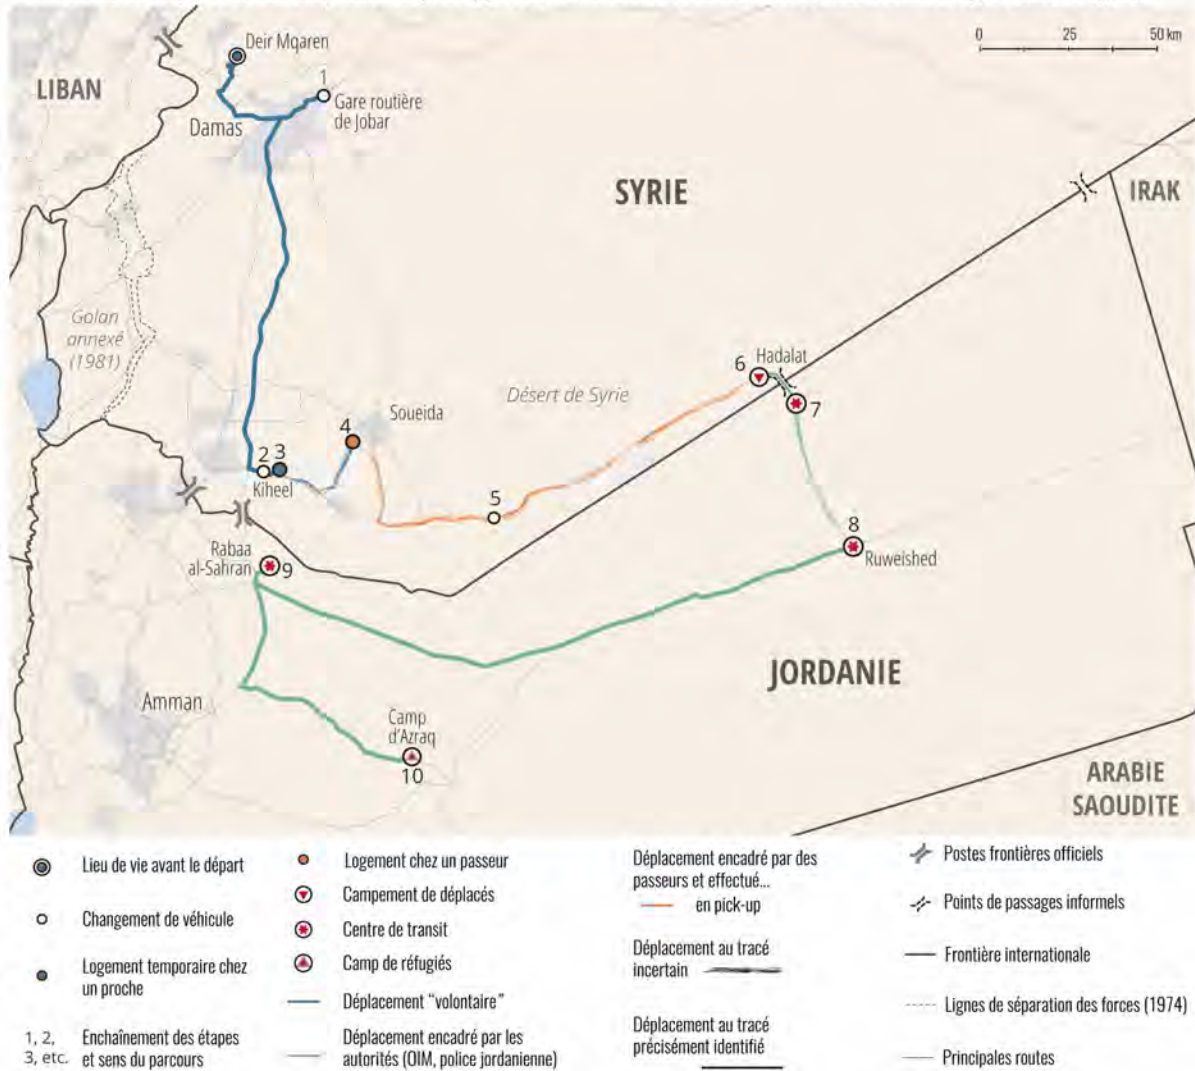 Deir Mqaren
0 25 50 km
LIBAN
1
Gare routière
de Jobar
Damas
SYRIE
IRAK
Golan
annexé
(1981)
6
Hadalat
7
Désert de Syrie
Soueida
4
2 3
Kiheel
5
8
Ruweished
Rabaa
al-Sahran
9
JORDANIE
Amman
Camp
d'Azraq
10
ARABIE
SAOUDITE
Lieu de vie avant le départ
Changement de véhicule
Logement temporaire chez
un proche
1, 2,
3, etc.
Enchaînement des étapes
et sens du parcours
Logement chez un passeur
Campement de déplacés
Centre de transit
Camp de réfugiés
Déplacement "volontaire"
Déplacement encadré par les
autorités (OIM, police jordanienne)
Déplacement encadré par des
passeurs et effectué...
en pick-up
Déplacement au tracé
incertain
Déplacement au tracé
précisément identifié
Postes frontières officiels
Points de passages informels
Frontière internationale
Lignes de séparation des forces (1974)
Principales routes